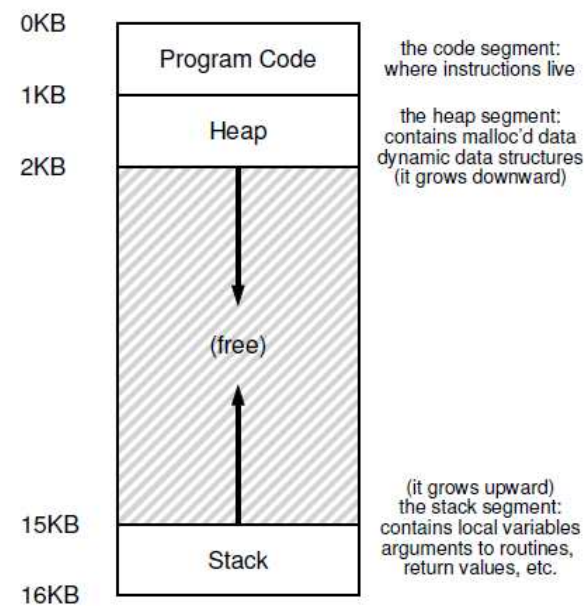 0KB
Program Code
the code segment:
where instructions live
1KB
Heap
the heap segment:
contains malloc'd data
dynamic data structures
(it grows downward)
2KB
(free)
(it grows upward)
the stack segment:
contains local variables
arguments to routines,
return values, etc.
15KB
Stack
16KB